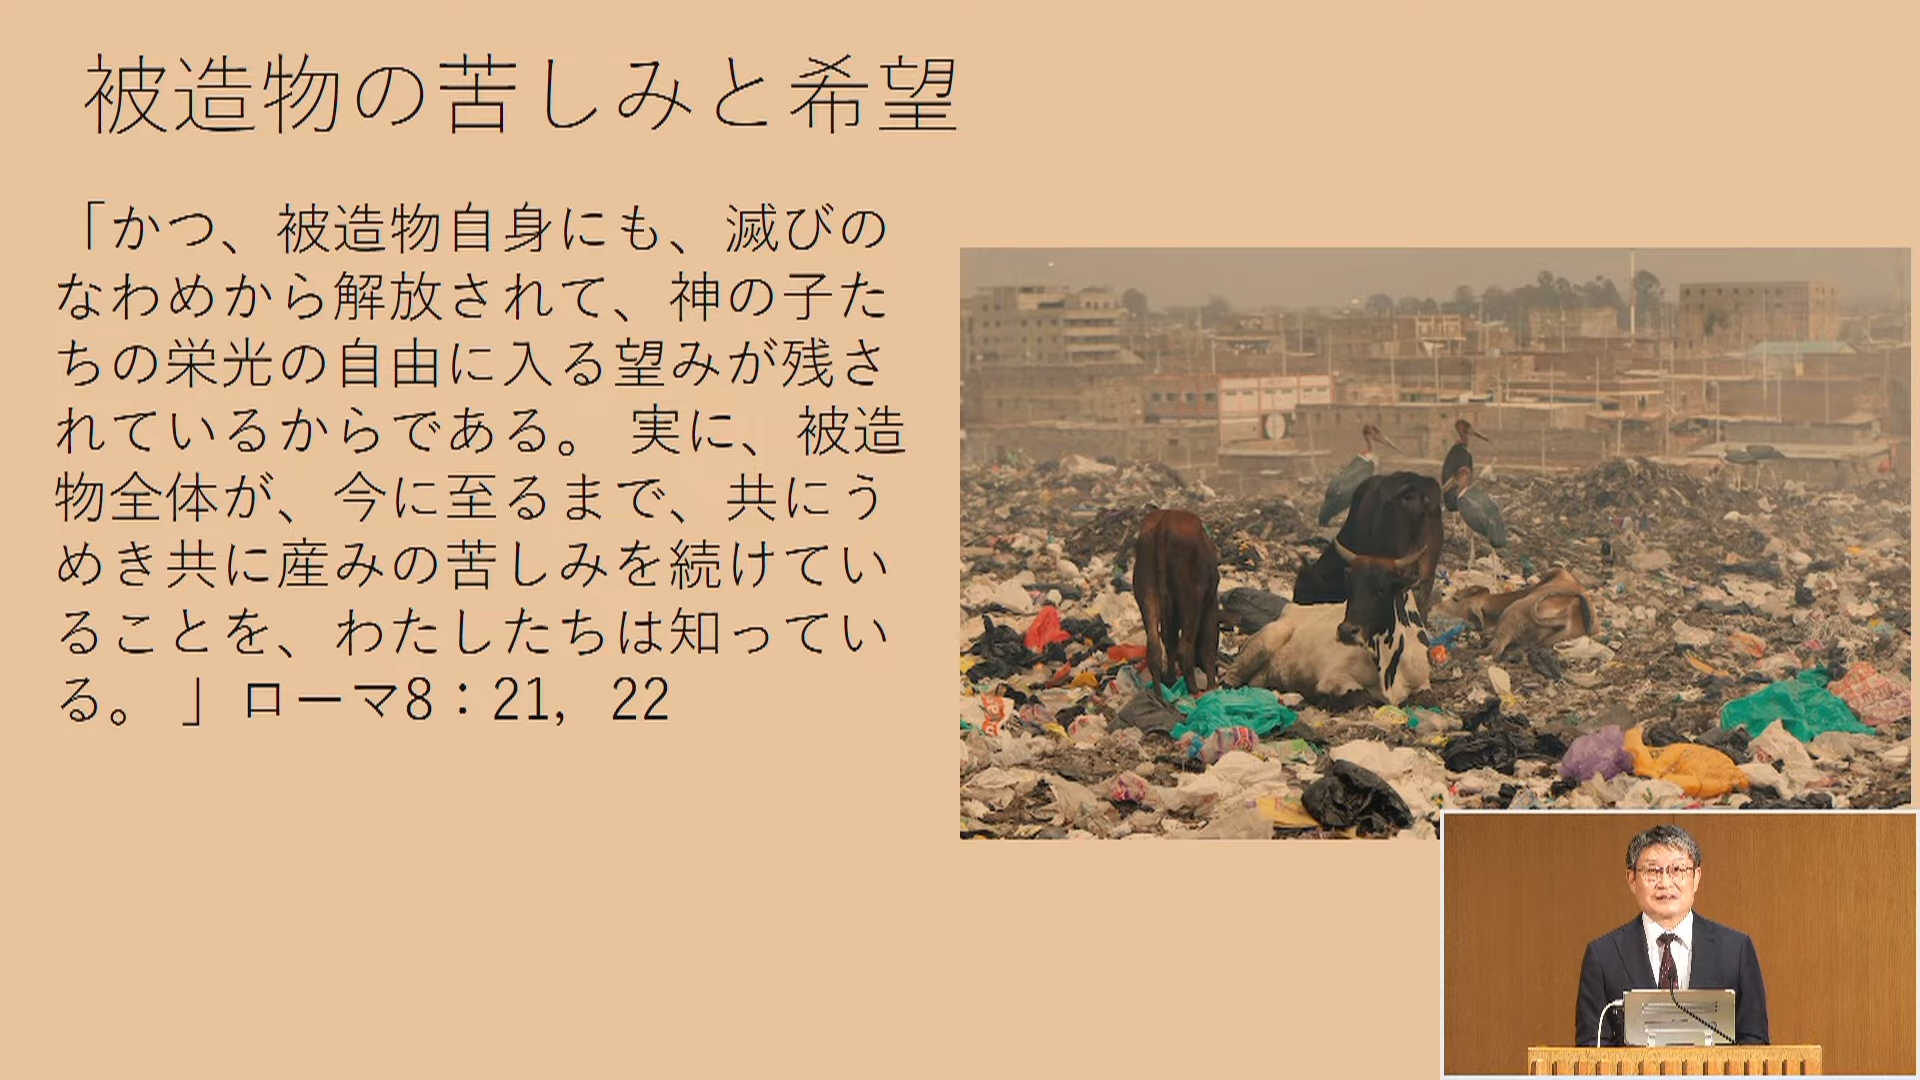 被造物の苦しみと希望
「かつ、被造物自身にも、滅びの
なわめから解放されて、神の子た
ちの栄光の自由に入る望みが残さ
れているからである。 実に、被造
物全体が、今に至るまで、共にう
めき共に産みの苦しみを続けてい
ることを、わたしたちは知ってい
る。 」ローマ8：21，22